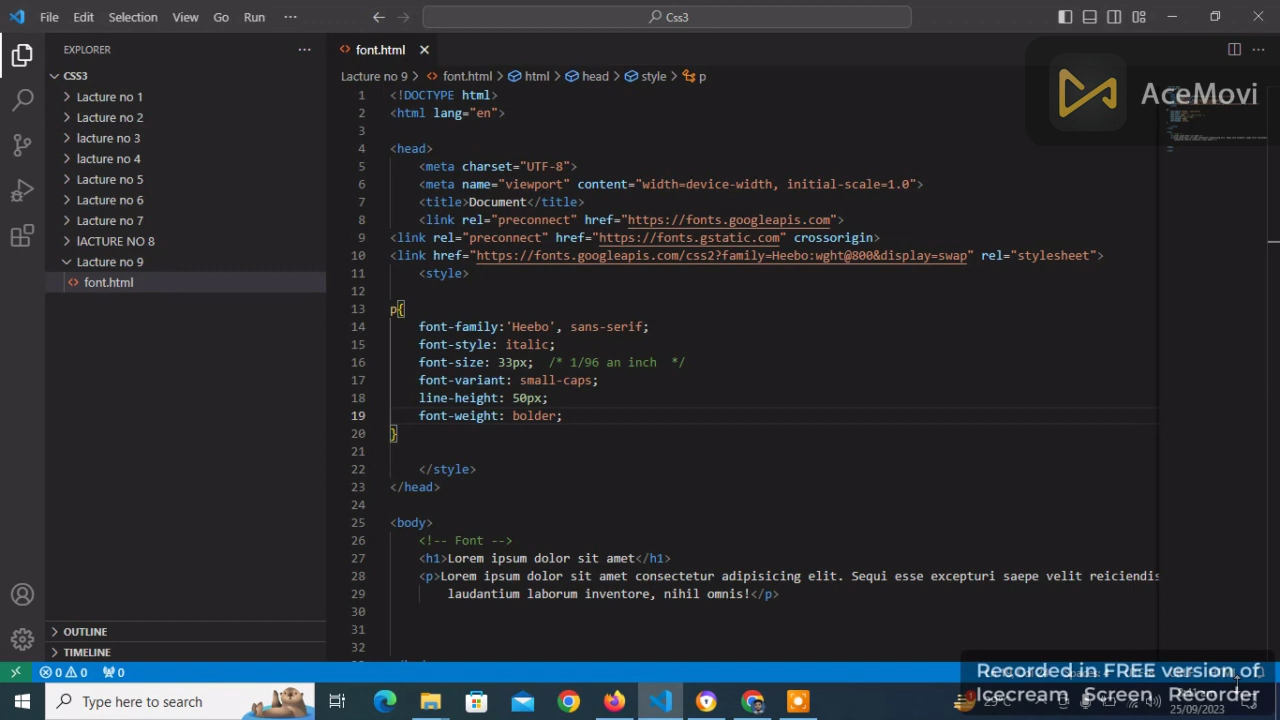 File Edit Selection View Go Run ··· Css3
EXPLORER ···
font.html
CSS3
Lacture no 1
Lacture no 2
lacture no 3
lacture no 4
Lacture no 5
Lacture no 6
Lacture no 7
lACTURE NO 8
Lacture no 9
font.html
OUTLINE
TIMELINE
Lacture no 9 > font.html > html > head > style > p
1 <!DOCTYPE html>
2 <html lang="en">
3
4 <head>
5 <meta charset="UTF-8">
6 <meta name="viewport" content="width=device-width, initial-scale=1.0">
7 <title>Document</title>
8 <link rel="preconnect" href="https://fonts.googleapis.com">
9 <link rel="preconnect" href="https://fonts.gstatic.com" crossorigin>
10 <link href="https://fonts.googleapis.com/css2?family=Heebo:wght@800&display=swap" rel="stylesheet">
11 <style>
12
13 p{
14 font-family:'Heebo', sans-serif;
15 font-style: italic;
16 font-size: 33px; /* 1/96 an inch */
17 font-variant: small-caps;
18 line-height: 50px;
19 font-weight: bolder;
20 }
21
22 </style>
23 </head>
24
25 <body>
26 <!-- Font -->
27 <h1>Lorem ipsum dolor sit amet</h1>
28 <p>Lorem ipsum dolor sit amet consectetur adipisicing elit. Sequi esse excepturi saepe velit reiciendis
29 laudantium laborum inventore, nihil omnis!</p>
30
31
32
AceMovi
0 0 0
Recorded in FREE version of
Icecream Screen Recorder
Type here to search
25/09/2023